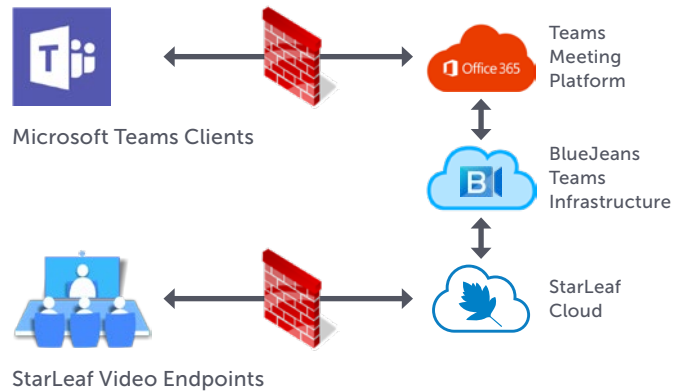 Teams
Meeting
Platform
Office 365
Microsoft Teams Clients
BlueJeans
Teams
Infrastructure
B
StarLeaf
Cloud
StarLeaf Video Endpoints
T